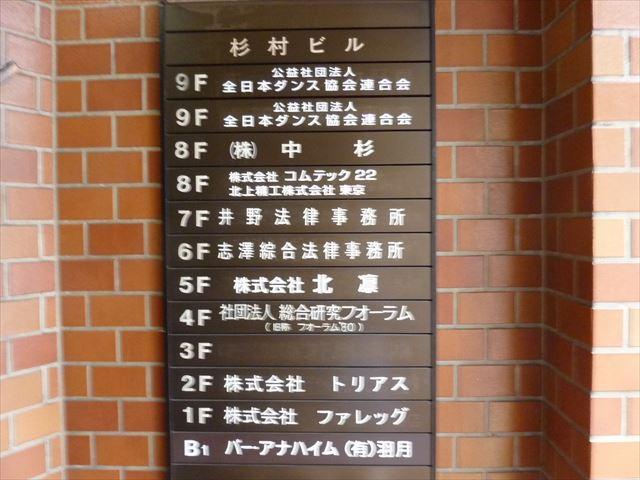 杉村ビル
9F 公益社団法人
全日本ダンス協会連合会
9F 公益社団法人
全日本ダンス協会連合会
8F (株) 中 杉
8F 株式会社 コムテック22
北上精工株式会社 東京
7F 井野法律事務所
6F 志澤綜合法律事務所
5F 株式会社 北 凛
4F 社団法人 総合研究フオーラム
(旧称 フオーラム'80)
3F
2F 株式会社 トリアス
1F 株式会社 ファレッグ
B1 バー・アナハイム (有)羽月